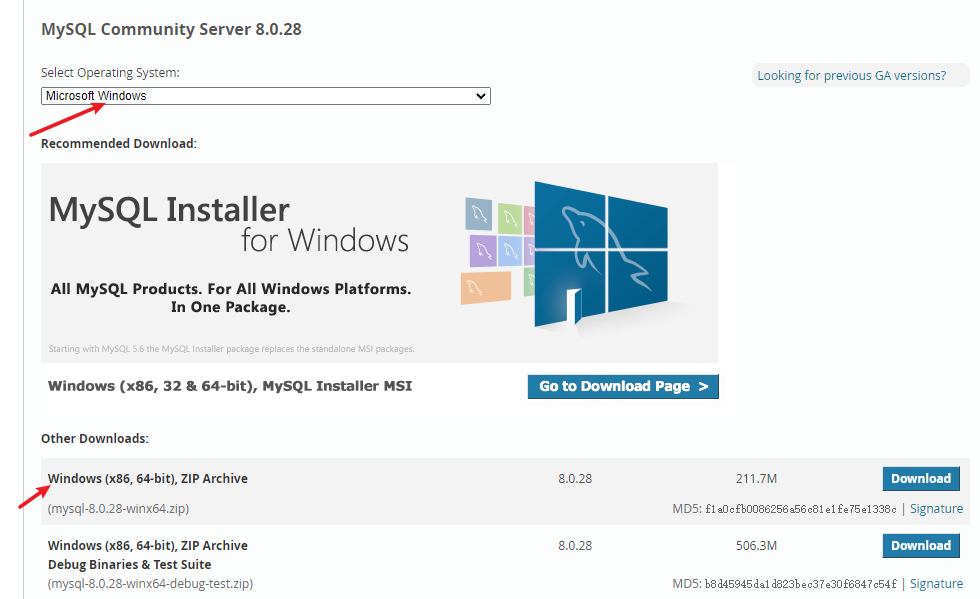 MySQL Community Server 8.0.28
Select Operating System:
Looking for previous GA versions?
Microsoft Windows
Recommended Download:
MySQL Installer
for Windows
All MySQL Products. For All Windows Platforms.
In One Package.
Starting with MySQL 5.6 the MySQL Installer package replaces the standalone MSI packages.
Windows (x86, 32 & 64-bit), MySQL Installer MSI
Go to Download Page >
Other Downloads:
Windows (x86, 64-bit), ZIP Archive 8.0.28 211.7M Download
(mysql-8.0.28-winx64.zip) MD5: f1a0cfb0086256a56c81e1fe75e1338c | Signature
Windows (x86, 64-bit), ZIP Archive 8.0.28 506.3M Download
Debug Binaries & Test Suite
(mysql-8.0.28-winx64-debug-test.zip) MD5: b8d45945da1d823bec37e30f6847c54f | Signature